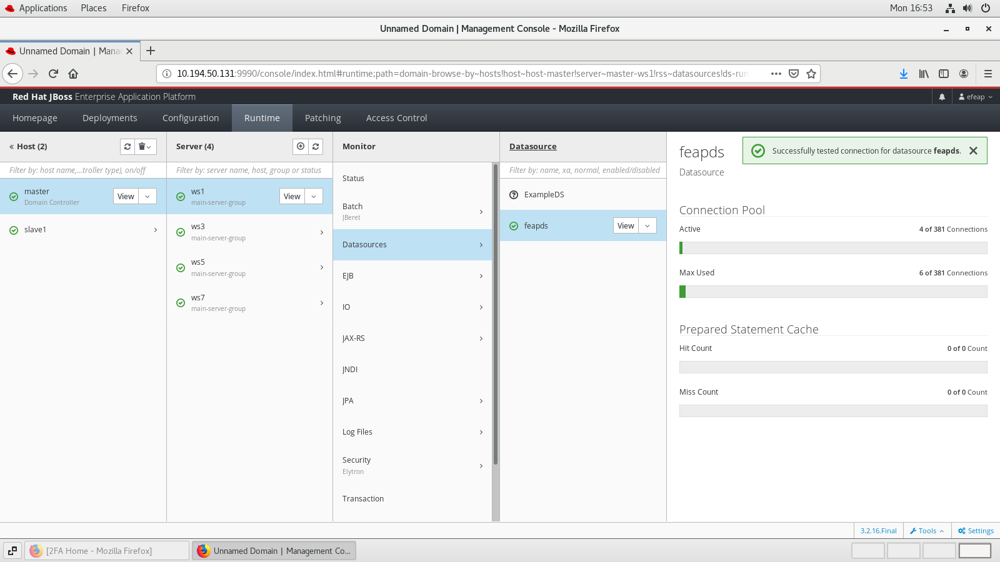 Applications Places Firefox Mon 16:53
Unnamed Domain | Management Console - Mozilla Firefox
Unnamed Domain | Mana
10.194.50.131:9990/console/index.html#runtime;path=domain-browse-by~hosts!host~host-master!server~master-ws1!rss~datasources!ds-run
Red Hat JBoss Enterprise Application Platform efeap
Homepage Deployments Configuration Runtime Patching Access Control
Host (2)
Filter by: host name,...troller type), on/off
master
Domain Controller
View
slave1
Server (4)
Filter by: server name, host, group or status
ws1
main-server-group
View
ws3
main-server-group
ws5
main-server-group
ws7
main-server-group
Monitor
Status
Batch
JBeret
Datasources
EJB
IO
JAX-RS
JNDI
JPA
Log Files
Security
Elytron
Transaction
Datasource
Filter by: name, xa, normal, enabled/disabled
ExampleDS
feapds
View
feapds
Datasource
Successfully tested connection for datasource feapds.
Connection Pool
Active 4 of 381 Connections
Max Used 6 of 381 Connections
Prepared Statement Cache
Hit Count 0 of 0 Count
Miss Count 0 of 0 Count
3.2.16.Final Tools Settings
[2FA Home - Mozilla Firefox] Unnamed Domain | Management Co...